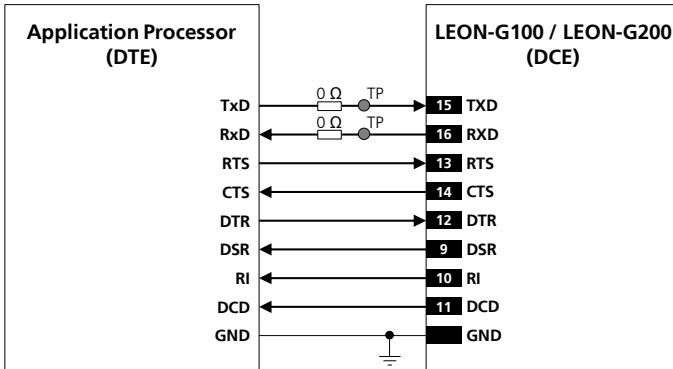 Application Processor
(DTE)
LEON-G100 / LEON-G200
(DCE)
0 Ω TP
TxD 15 TXD
0 Ω TP
RxD 16 RXD
RTS 13 RTS
CTS 14 CTS
DTR 12 DTR
DSR 9 DSR
RI 10 RI
DCD 11 DCD
GND GND